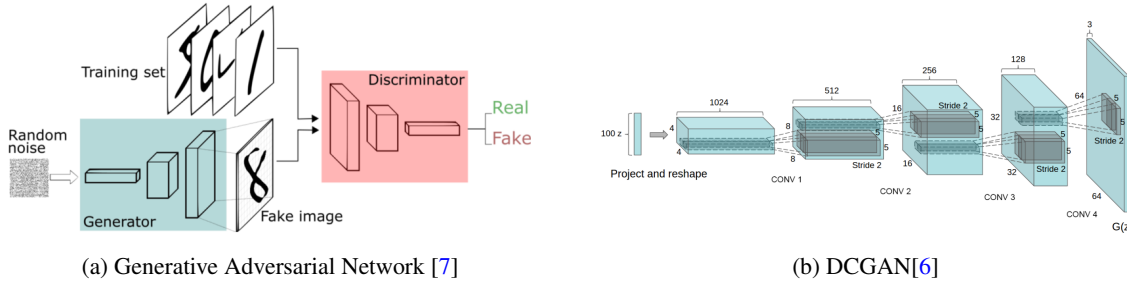 Training set
Discriminator
Real
Fake
Random
noise
Generator
Fake image
8
(a) Generative Adversarial Network [7]
100 z
Project and reshape
1024
4
4
CONV 1
512
8
8
5
5
Stride 2
CONV 2
256
16
16
Stride 2
5
5
5
5
CONV 3
128
32
32
5
5
Stride 2
CONV 4
3
64
64
5
5
Stride 2
G(z
(b) DCGAN[6]